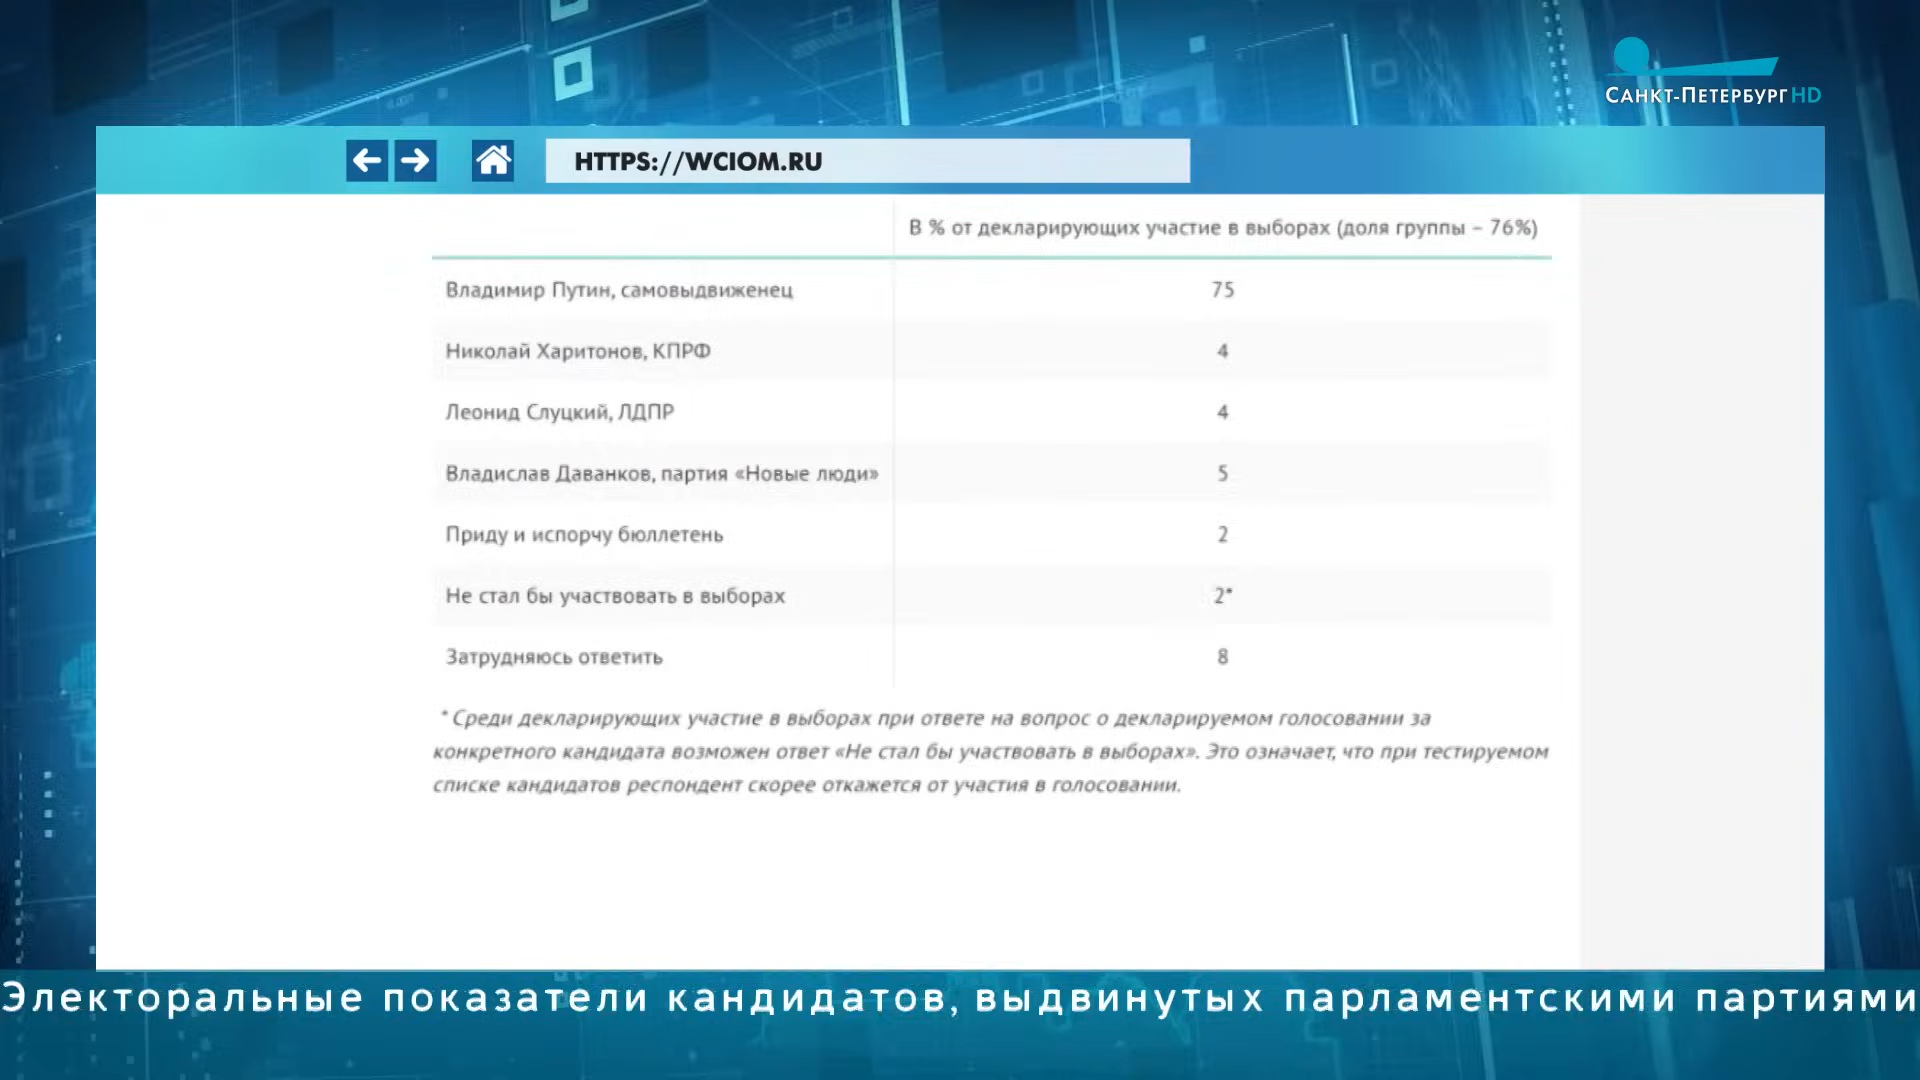 САНКТ-ПЕТЕРБУРГ HD
HTTPS://WCIOM.RU
В % от декларирующих участие в выборах (доля группы – 76%)
Владимир Путин, самовыдвиженец 75
Николай Харитонов, КПРФ 4
Леонид Слуцкий, ЛДПР 4
Владислав Даванков, партия «Новые люди» 5
Приду и испорчу бюллетень 2
Не стал бы участвовать в выборах 2*
Затрудняюсь ответить 8
* Среди декларирующих участие в выборах при ответе на вопрос о декларируемом голосовании за
конкретного кандидата возможен ответ «Не стал бы участвовать в выборах». Это означает, что при тестируемом
списке кандидатов респондент скорее откажется от участия в голосовании.
Электоральные показатели кандидатов, выдвинутых парламентскими партиями